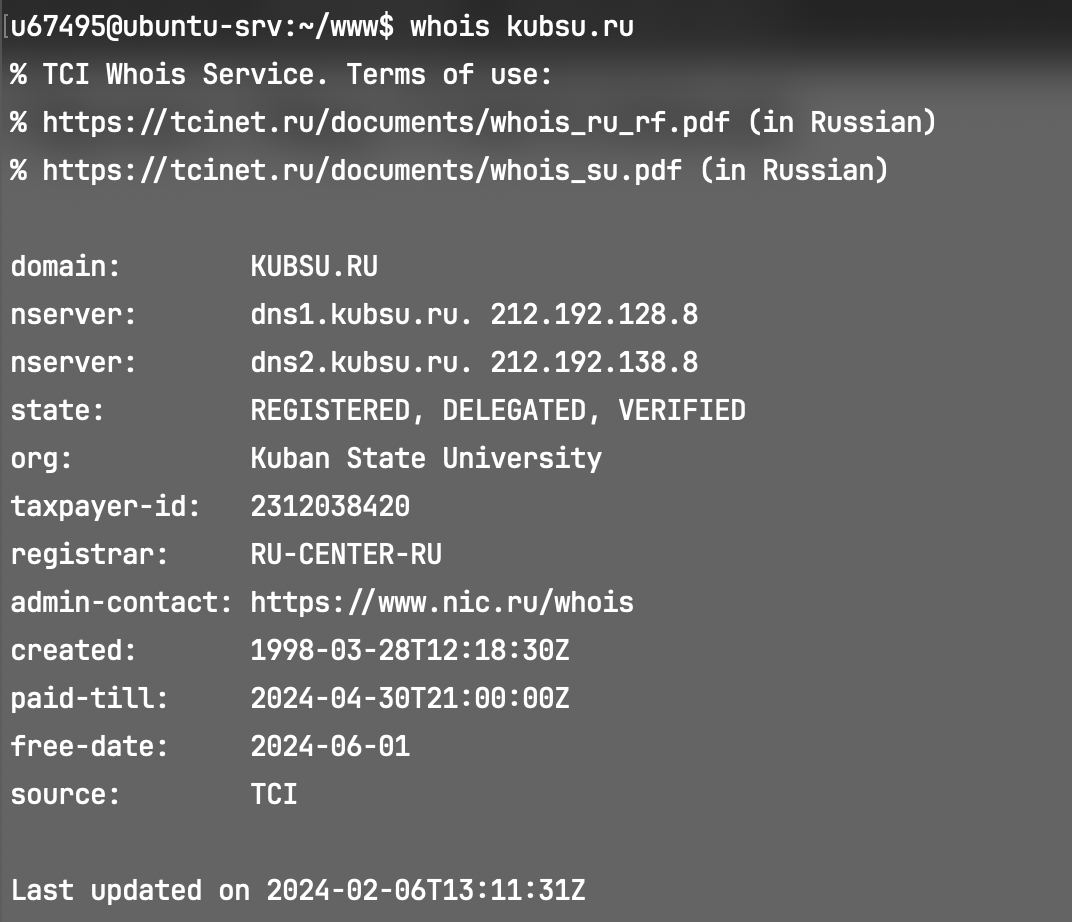 u67495@ubuntu-srv:~/www$ whois kubsu.ru
% TCI Whois Service. Terms of use:
% https://tcinet.ru/documents/whois_ru_rf.pdf (in Russian)
% https://tcinet.ru/documents/whois_su.pdf (in Russian)

domain:        KUBSU.RU
nserver:       dns1.kubsu.ru. 212.192.128.8
nserver:       dns2.kubsu.ru. 212.192.138.8
state:         REGISTERED, DELEGATED, VERIFIED
org:           Kuban State University
taxpayer-id:   2312038420
registrar:     RU-CENTER-RU
admin-contact: https://www.nic.ru/whois
created:       1998-03-28T12:18:30Z
paid-till:     2024-04-30T21:00:00Z
free-date:     2024-06-01
source:        TCI

Last updated on 2024-02-06T13:11:31Z